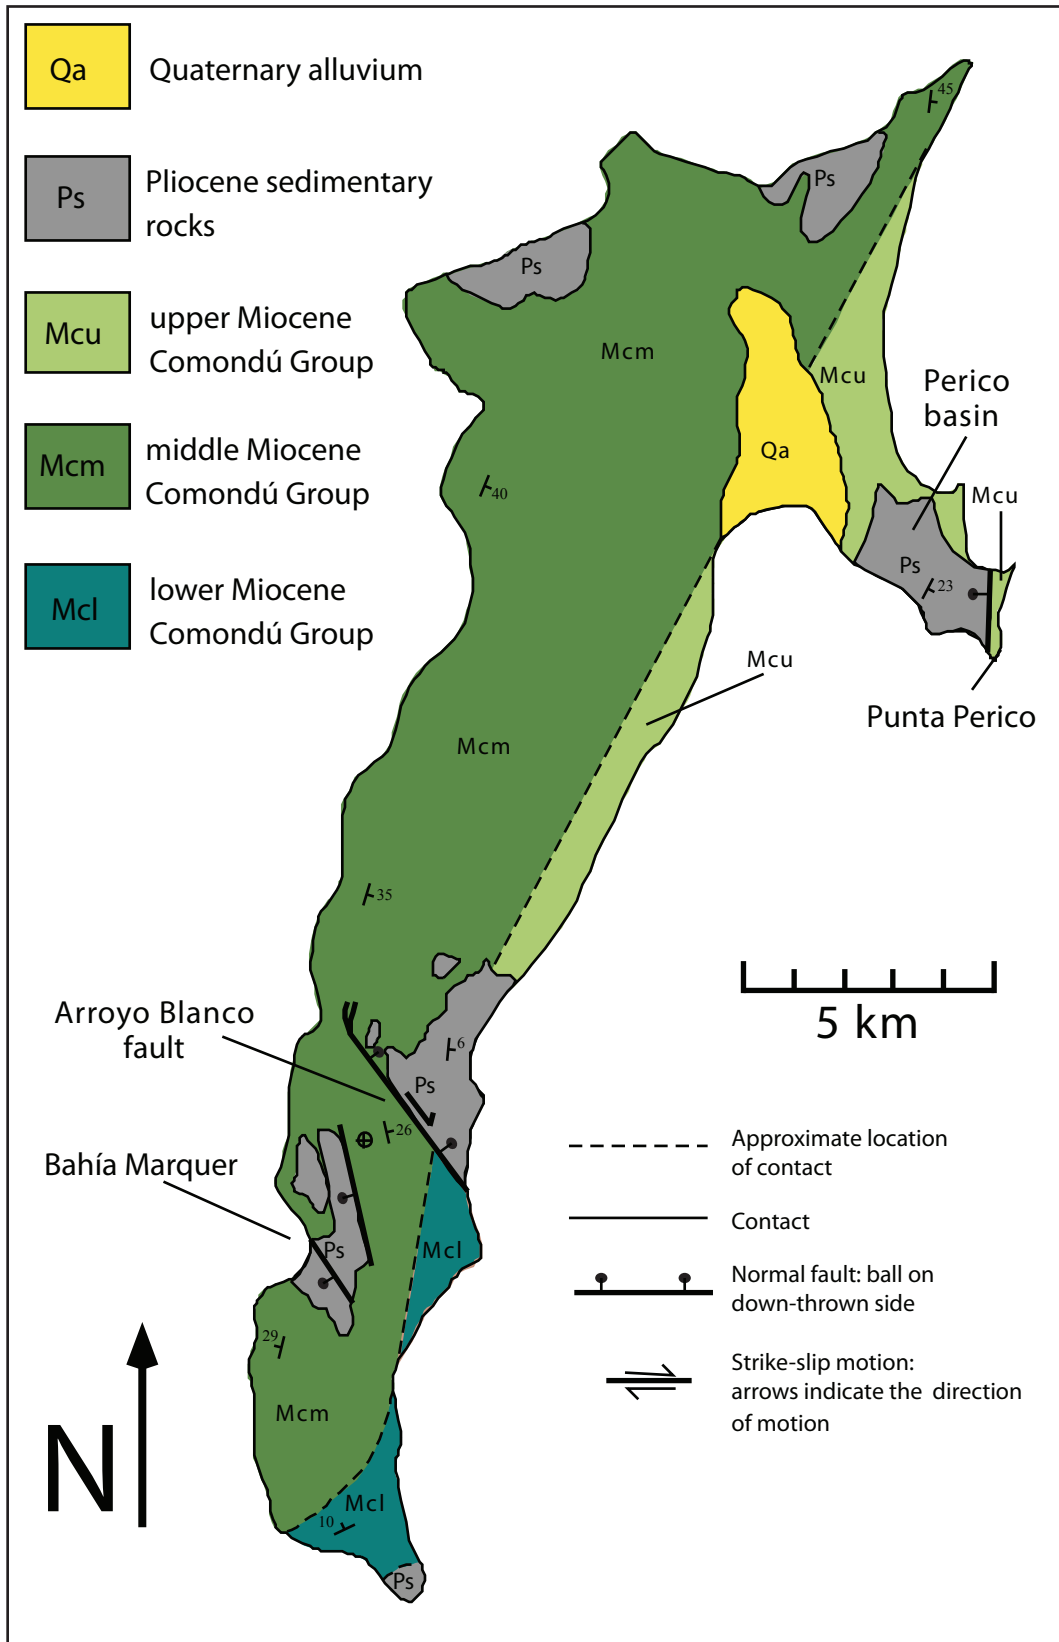 Qa
Quaternary alluvium
Ps
Pliocene sedimentary
rocks
Mcu
upper Miocene
Comondú Group
Mcm
middle Miocene
Comondú Group
Mcl
lower Miocene
Comondú Group
45
Ps
Ps
Mcm
Mcu
Perico
basin
Qa
40
Mcu
Ps
23
Mcu
Punta Perico
Mcm
35
5 km
Arroyo Blanco
fault
6
Ps
26
Bahía Marquer
Ps
Mcl
29
Mcm
Mcl
10
Ps
N
Approximate location
of contact
Contact
Normal fault: ball on
down-thrown side
Strike-slip motion:
arrows indicate the direction
of motion